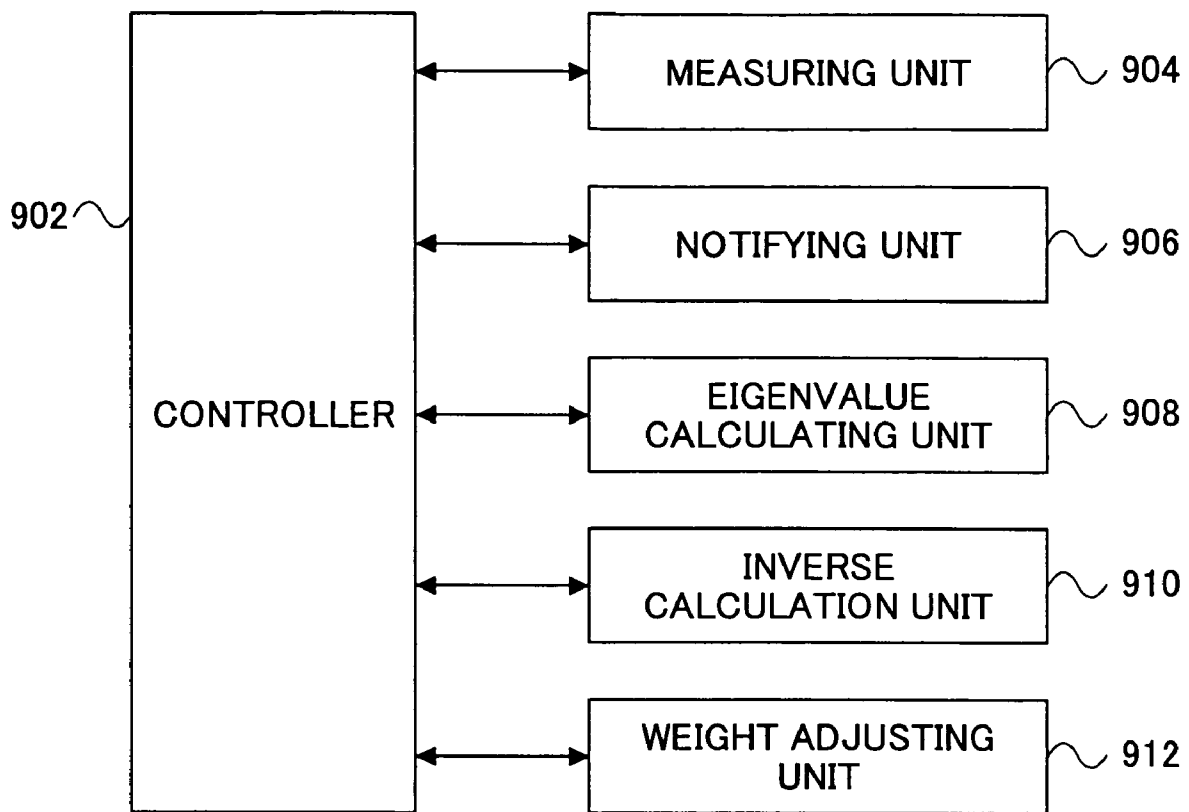 MEASURING UNIT
904
902
NOTIFYING UNIT
906
CONTROLLER
EIGENVALUE
CALCULATING UNIT
908
INVERSE
CALCULATION UNIT
910
WEIGHT ADJUSTING
UNIT
912